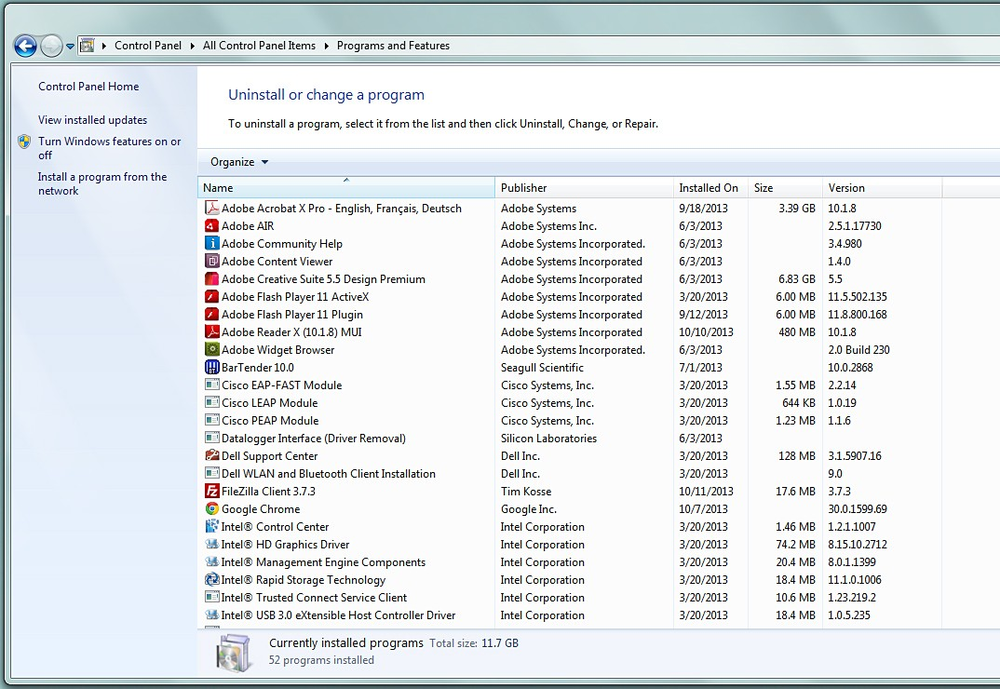 Control Panel All Control Panel Items Programs and Features
Control Panel Home
View installed updates
Turn Windows features on or
off
Install a program from the
network
Uninstall or change a program
To uninstall a program, select it from the list and then click Uninstall, Change, or Repair.
Organize
Name Publisher Installed On Size Version
Adobe Acrobat X Pro - English, Français, Deutsch Adobe Systems 9/18/2013 3.39 GB 10.1.8
Adobe AIR Adobe Systems Inc. 6/3/2013 2.5.1.17730
Adobe Community Help Adobe Systems Incorporated. 6/3/2013 3.4.980
Adobe Content Viewer Adobe Systems Incorporated 6/3/2013 1.4.0
Adobe Creative Suite 5.5 Design Premium Adobe Systems Incorporated 6/3/2013 6.83 GB 5.5
Adobe Flash Player 11 ActiveX Adobe Systems Incorporated 3/20/2013 6.00 MB 11.5.502.135
Adobe Flash Player 11 Plugin Adobe Systems Incorporated 9/12/2013 6.00 MB 11.8.800.168
Adobe Reader X (10.1.8) MUI Adobe Systems Incorporated 10/10/2013 480 MB 10.1.8
Adobe Widget Browser Adobe Systems Incorporated. 6/3/2013 2.0 Build 230
BarTender 10.0 Seagull Scientific 7/1/2013 10.0.2868
Cisco EAP-FAST Module Cisco Systems, Inc. 3/20/2013 1.55 MB 2.2.14
Cisco LEAP Module Cisco Systems, Inc. 3/20/2013 644 KB 1.0.19
Cisco PEAP Module Cisco Systems, Inc. 3/20/2013 1.23 MB 1.1.6
Datalogger Interface (Driver Removal) Silicon Laboratories 6/3/2013
Dell Support Center Dell Inc. 3/20/2013 128 MB 3.1.5907.16
Dell WLAN and Bluetooth Client Installation Dell Inc. 3/20/2013 9.0
FileZilla Client 3.7.3 Tim Kosse 10/11/2013 17.6 MB 3.7.3
Google Chrome Google Inc. 10/7/2013 30.0.1599.69
Intel® Control Center Intel Corporation 3/20/2013 1.46 MB 1.2.1.1007
Intel® HD Graphics Driver Intel Corporation 3/20/2013 74.2 MB 8.15.10.2712
Intel® Management Engine Components Intel Corporation 3/20/2013 20.4 MB 8.0.1.1399
Intel® Rapid Storage Technology Intel Corporation 3/20/2013 18.4 MB 11.1.0.1006
Intel® Trusted Connect Service Client Intel Corporation 3/20/2013 10.6 MB 1.23.219.2
Intel® USB 3.0 eXtensible Host Controller Driver Intel Corporation 3/20/2013 18.4 MB 1.0.5.235
Currently installed programs Total size: 11.7 GB
52 programs installed